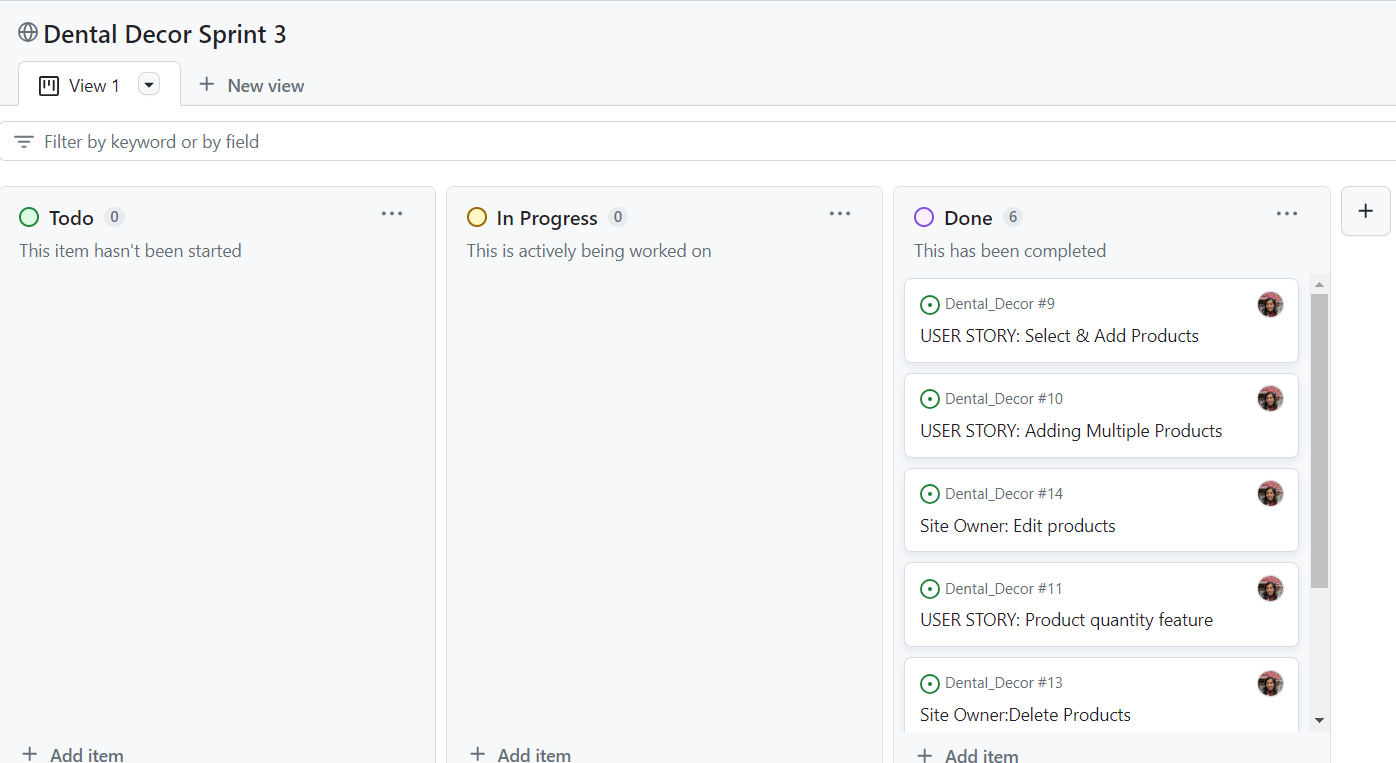 Dental Decor Sprint 3
View 1
New view
Filter by keyword or by field
Todo 0
This item hasn't been started
Add item
In Progress 0
This is actively being worked on
Add item
Done 6
This has been completed
Dental_Decor #9
USER STORY: Select & Add Products
Dental_Decor #10
USER STORY: Adding Multiple Products
Dental_Decor #14
Site Owner: Edit products
Dental_Decor #11
USER STORY: Product quantity feature
Dental_Decor #13
Site Owner:Delete Products
Add item